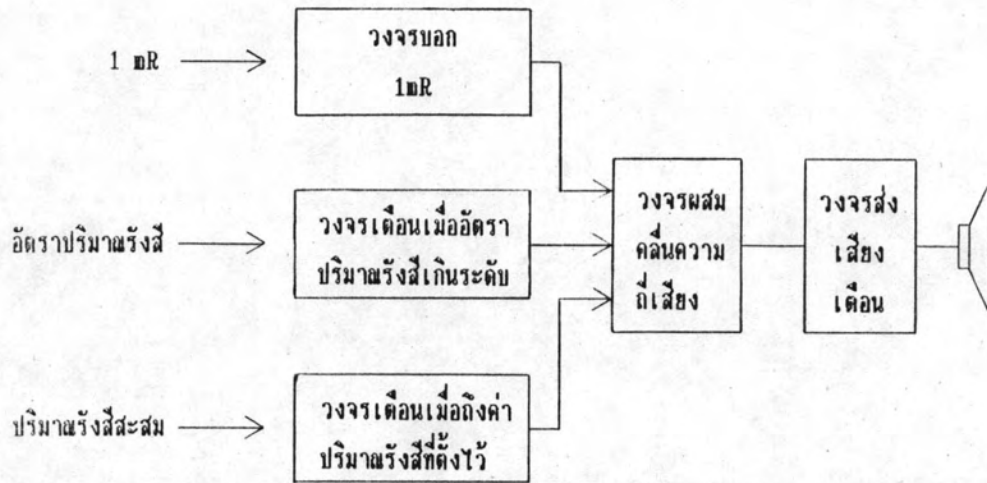 1 mR
วงจรบอก
1mR
อัตราปริมาณรังสี
วงจรเตือนเมื่ออัตรา
ปริมาณรังสีเกินระดับ
ปริมาณรังสีสะสม
วงจรเตือนเมื่อถึงค่า
ปริมาณรังสีที่ตั้งไว้
วงจรผสม
คลื่นความ
ถี่เสียง
วงจรส่ง
เสียง
เตือน